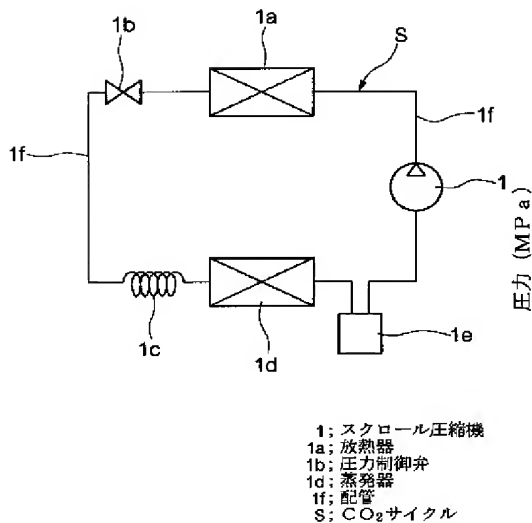 1b
1a
S
1f
1f
1
圧力 (MPa)
1c
1d
1e
1; スクロール圧縮機
1a; 放熱器
1b; 圧力制御弁
1d; 蒸発器
1f; 配管
S; CO₂サイクル